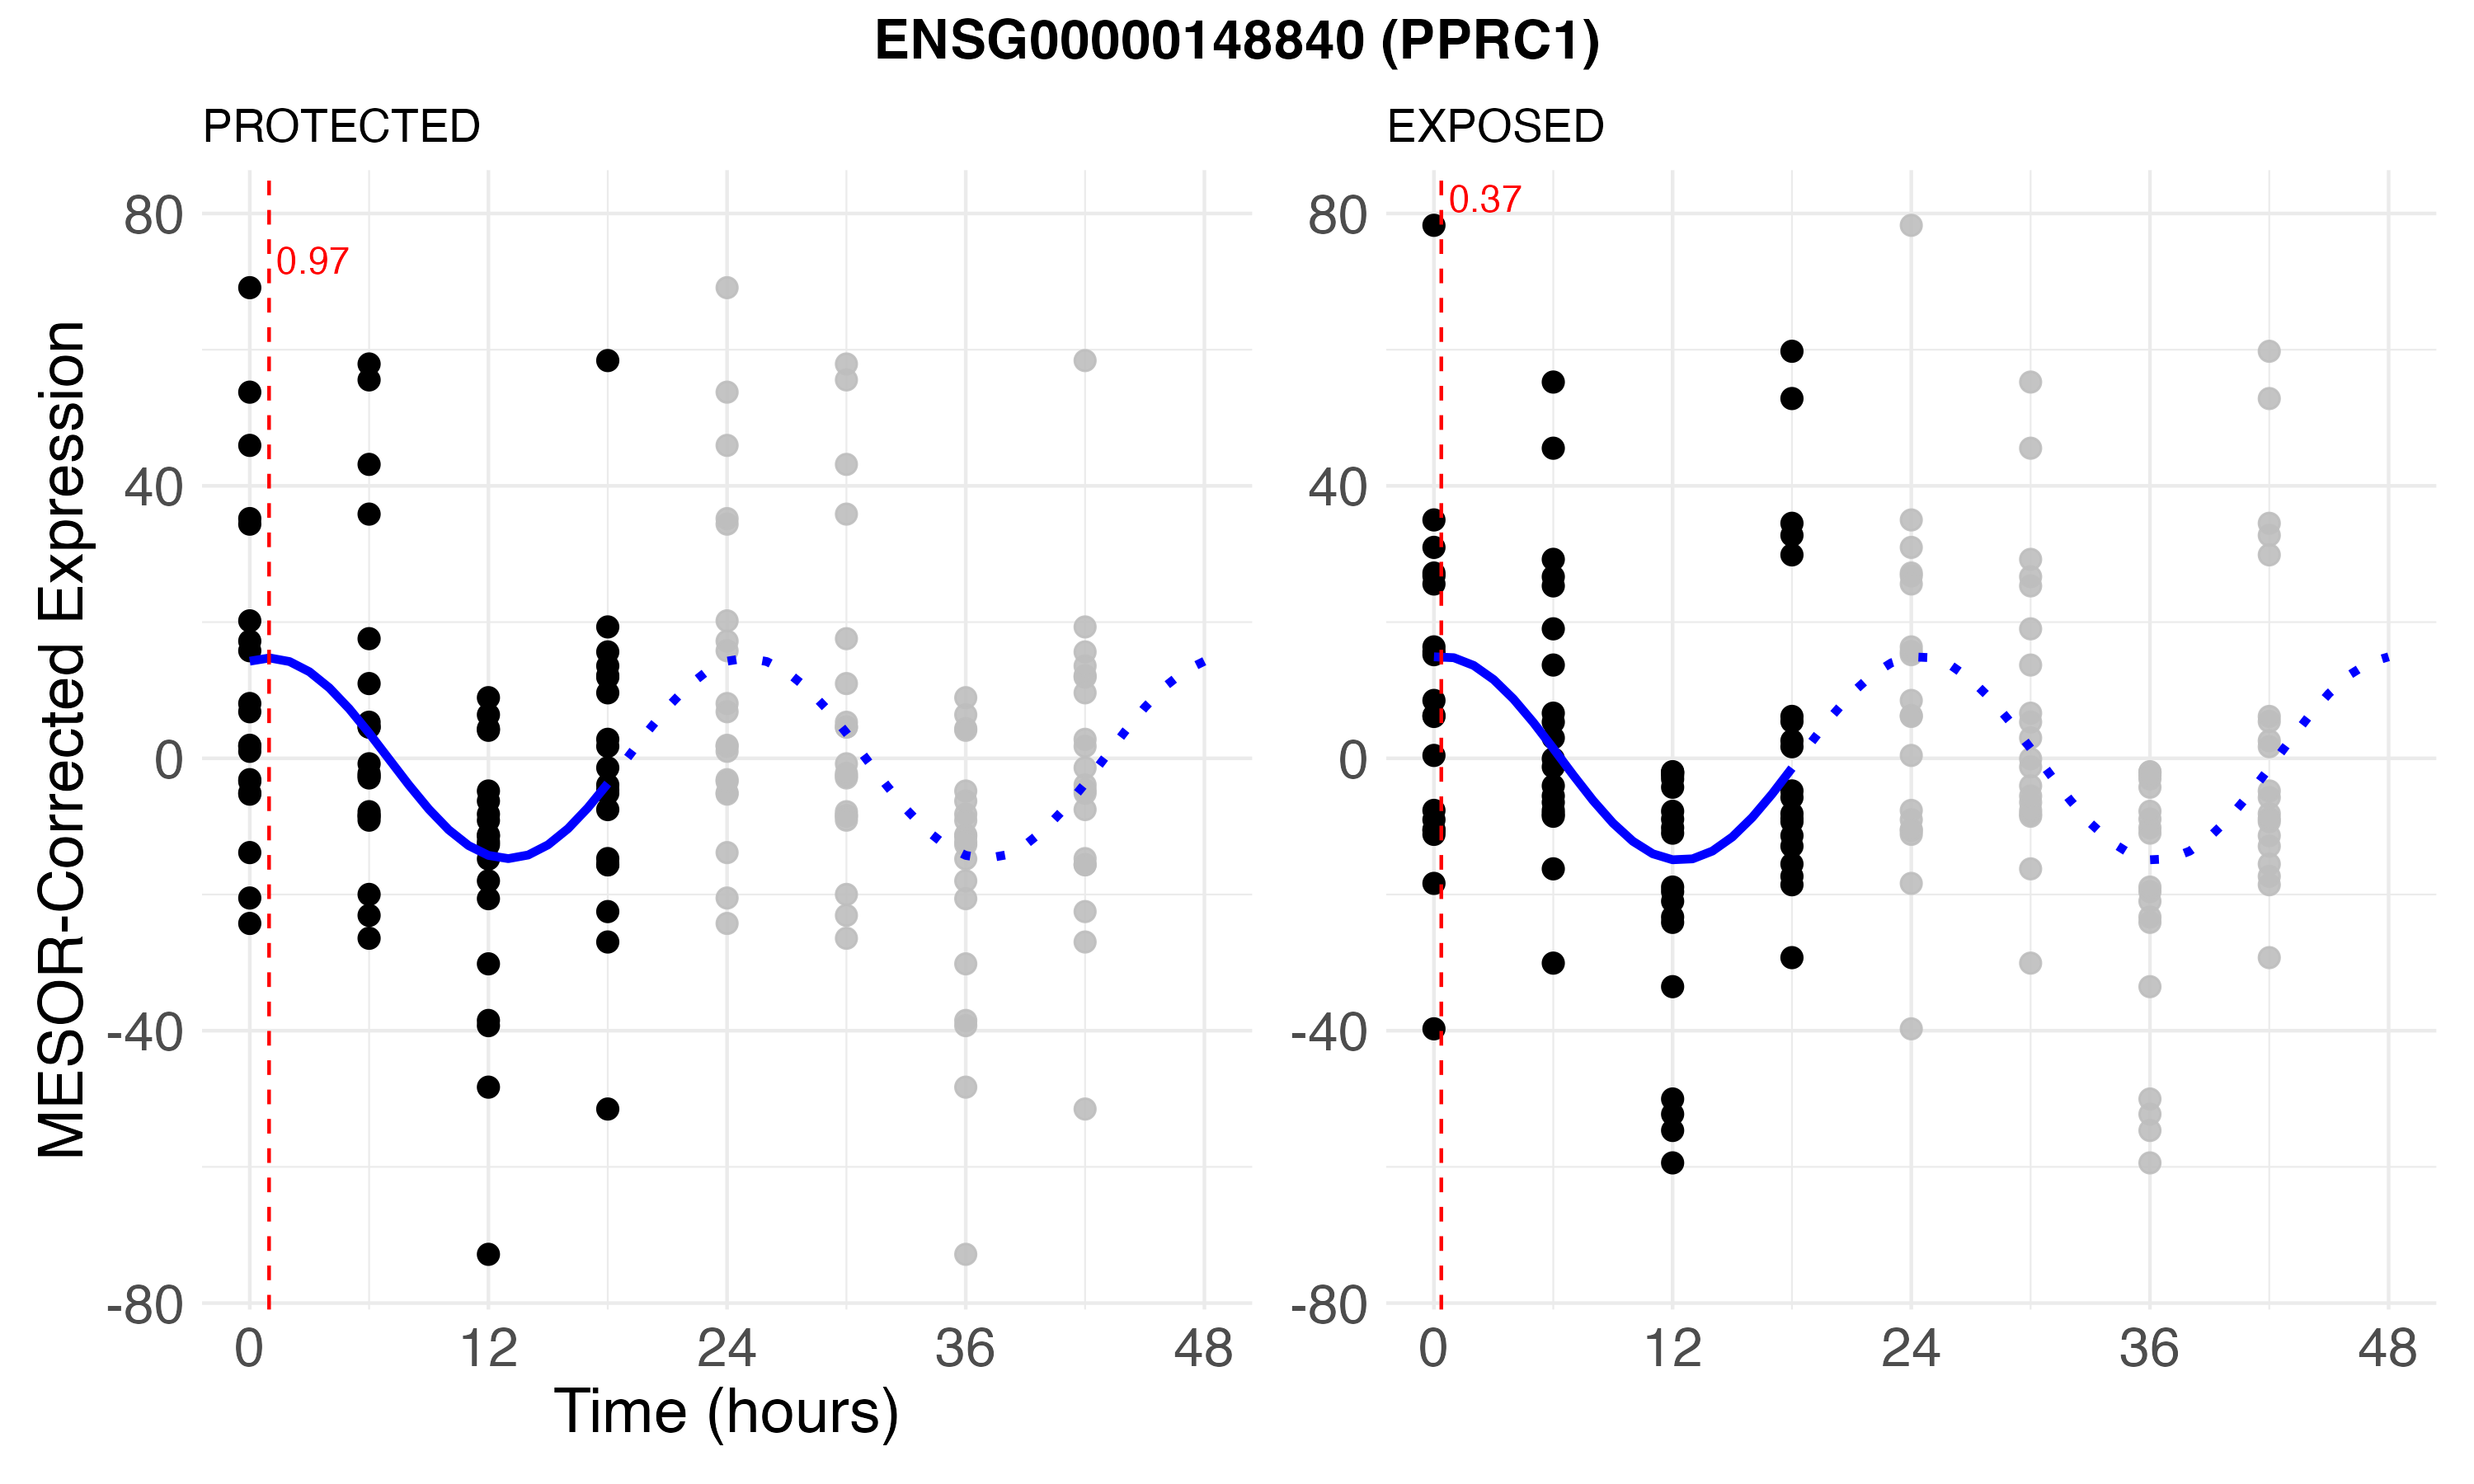 ENSG00000148840 (PPRC1)
PROTECTED
EXPOSED
MESOR-Corrected Expression
80
40
0
-40
-80
0.97
0 12 24 36 48
80
40
0
-40
-80
0.37
0 12 24 36 48
Time (hours)